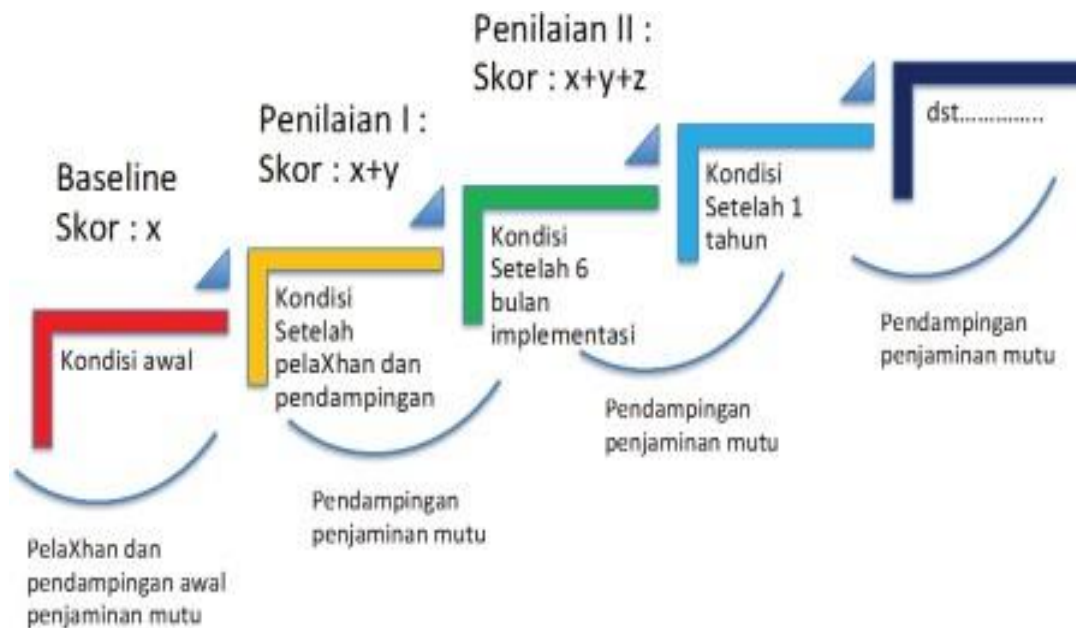 Penilaian II :
Skor : x+y+z
Penilaian I :
Skor : x+y
Baseline
Skor : x
Kondisi awal
Kondisi
Setelah
pelaXhan dan
pendampingan
Kondisi
Setelah 6
bulan
implementasi
Kondisi
Setelah 1
tahun
dst..............
PelaXhan dan
pendampingan awal
penjaminan mutu
Pendampingan
penjaminan mutu
Pendampingan
penjaminan mutu
Pendampingan
penjaminan mutu